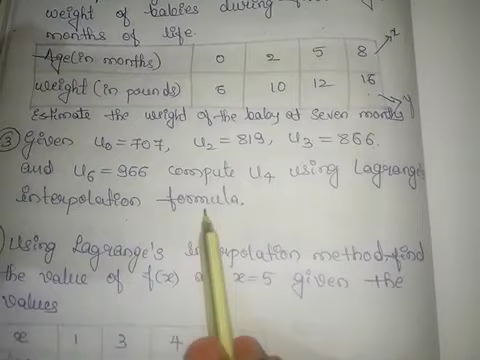 weight of babies during
months of life.
Age(in months) 0 2 5 8 x
weight (in pounds) 6 10 12 16 y
Estimate the weight of the baby at seven months
③ Given u₀=707, u₂=819, u₃=866.
and u₆=966 compute u₄ using Lagrange
interpolation formula.
Using Lagrange's interpolation method find
the value of f(x) x=5 given the
values
x 1 3 4